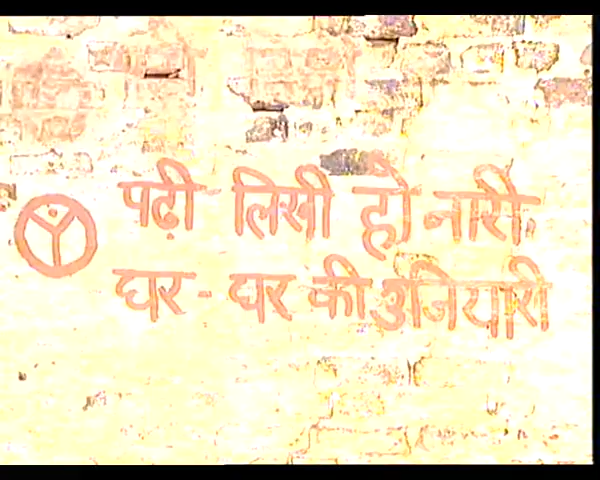 पढ़ी लिखी हो नारी
घर - घर की उजियारी